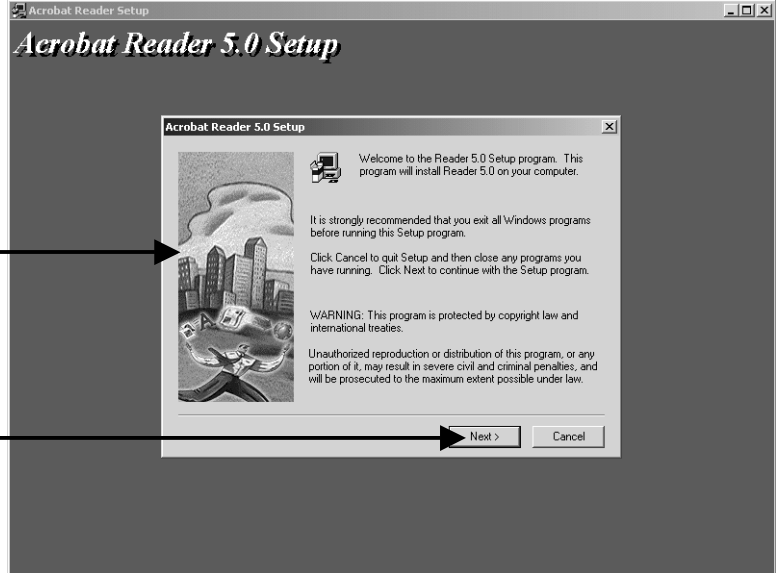 Acrobat Reader Setup
Acrobat Reader 5.0 Setup
Acrobat Reader 5.0 Setup
Welcome to the Reader 5.0 Setup program. This
program will install Reader 5.0 on your computer.
It is strongly recommended that you exit all Windows programs
before running this Setup program.
Click Cancel to quit Setup and then close any programs you
have running. Click Next to continue with the Setup program.
WARNING: This program is protected by copyright law and
international treaties.
Unauthorized reproduction or distribution of this program, or any
portion of it, may result in severe civil and criminal penalties, and
will be prosecuted to the maximum extent possible under law.
A
Next > Cancel